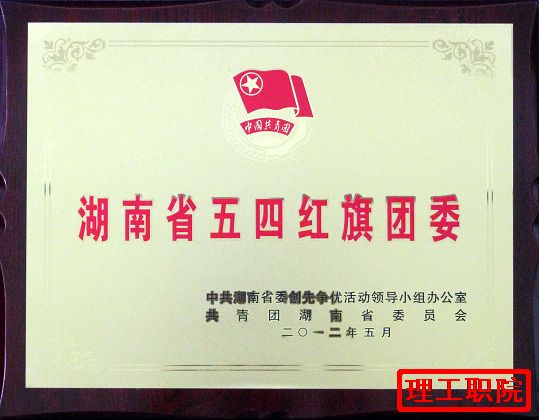 中国共青团
湖南省五四红旗团委
中共湖南省委创先争优活动领导小组办公室
共青团湖南省委员会
二〇一二年五月
理工职院